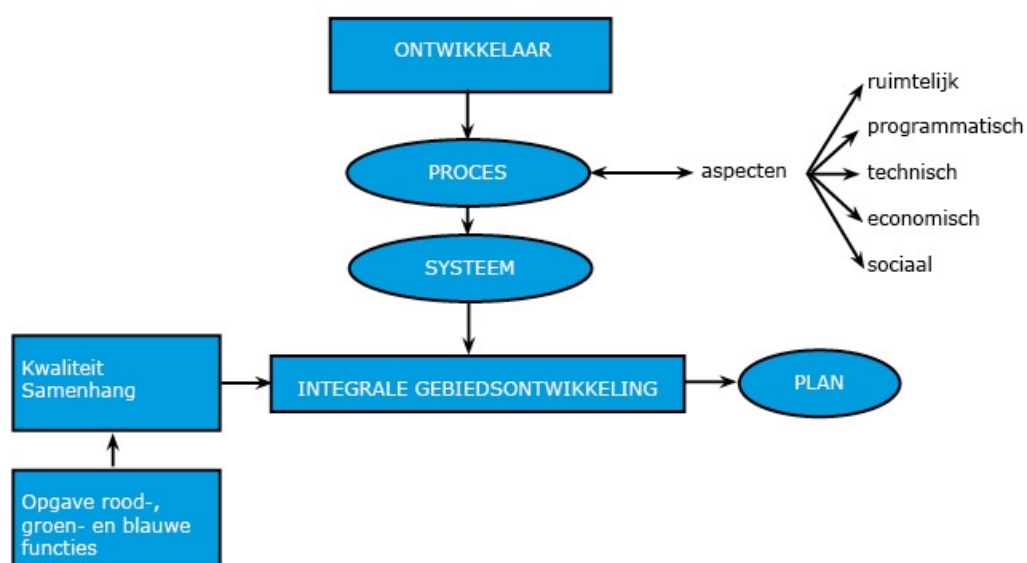 ONTWIKKELAAR
PROCES
aspecten
ruimtelijk
programmatisch
technisch
economisch
sociaal
SYSTEEM
Kwaliteit
Samenhang
INTEGRALE GEBIEDSONTWIKKELING
PLAN
Opgave rood-,
groen- en blauwe
functies